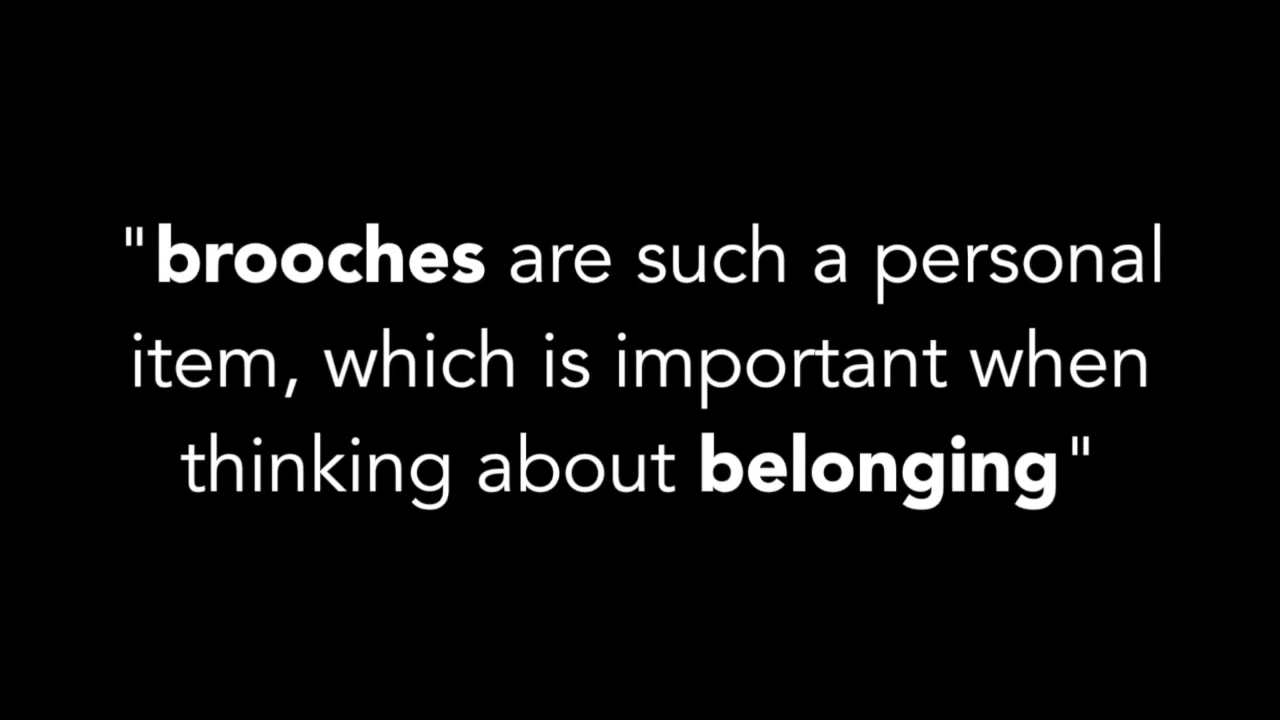 "brooches are such a personal
item, which is important when
thinking about belonging"